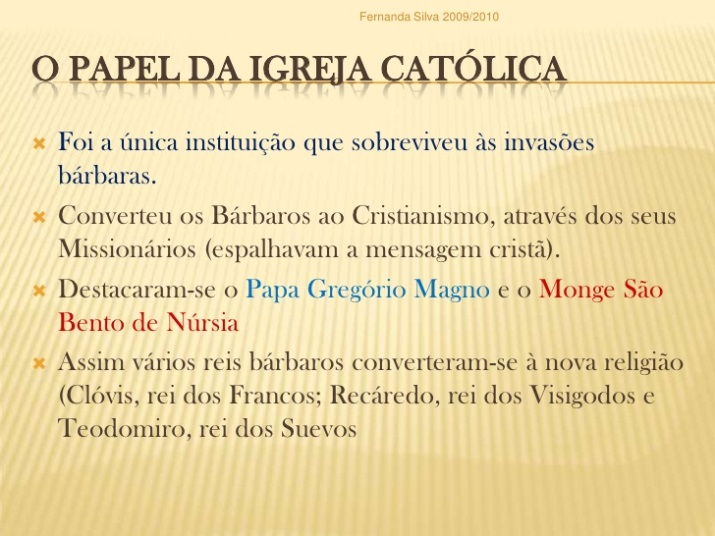 Fernanda Silva 2009/2010
O PAPEL DA IGREJA CATÓLICA
Foi a única instituição que sobreviveu às invasões
bárbaras.
Converteu os Bárbaros ao Cristianismo, através dos seus
Missionários (espalhavam a mensagem cristã).
Destacaram-se o Papa Gregório Magno e o Monge São
Bento de Núrsia
Assim vários reis bárbaros converteram-se à nova religião
(Clóvis, rei dos Francos; Recáredo, rei dos Visigodos e
Teodomiro, rei dos Suevos